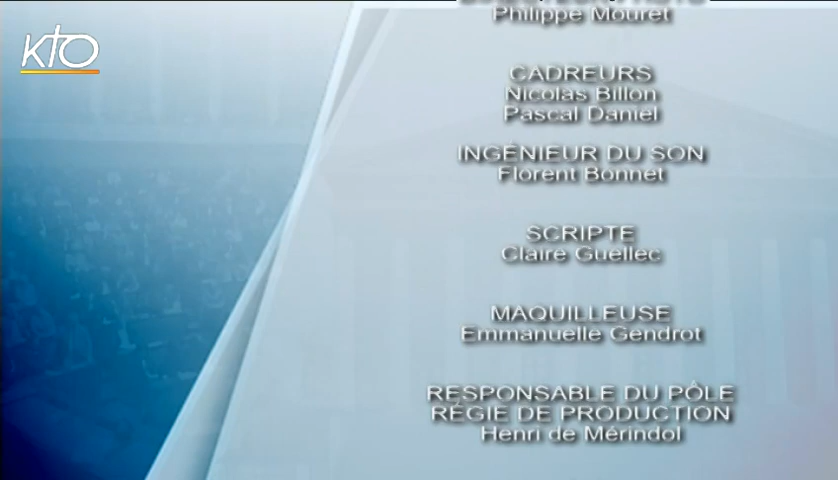 KTO
Philippe Mouret
CADREURS
Nicolas Billon
Pascal Daniel
INGÉNIEUR DU SON
Florent Bonnet
SCRIPTE
Claire Guellec
MAQUILLEUSE
Emmanuelle Gendrot
RESPONSABLE DU PÔLE
RÉGIE DE PRODUCTION
Henri de Mérindol